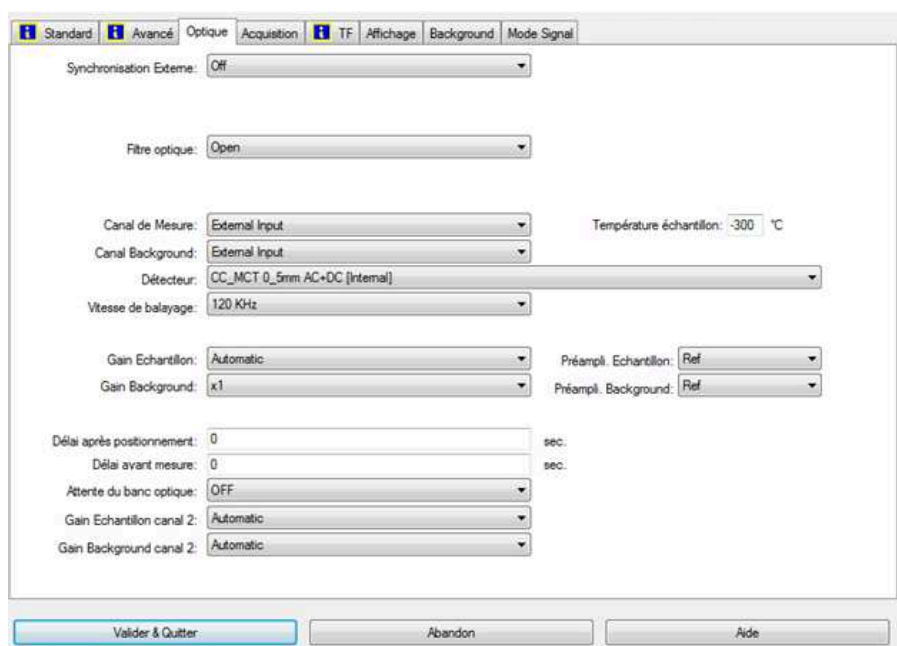 Standard Avancé Optique Acquisition TF Affichage Background Mode Signal
Synchronisation Externe: Off
Filtre optique: Open
Canal de Mesure: External Input Température échantillon: -300 °C
Canal Background: External Input
Détecteur: CC_MCT 0_5mm AC+DC [Internal]
Vitesse de balayage: 120 KHz
Gain Echantillon: Automatic Préampli. Echantillon: Ref
Gain Background: x1 Préampli. Background: Ref
Délai après positionnement: 0 sec.
Délai avant mesure: 0 sec.
Attente du banc optique: OFF
Gain Echantillon canal 2: Automatic
Gain Background canal 2: Automatic
Valider & Quitter Abandon Aide